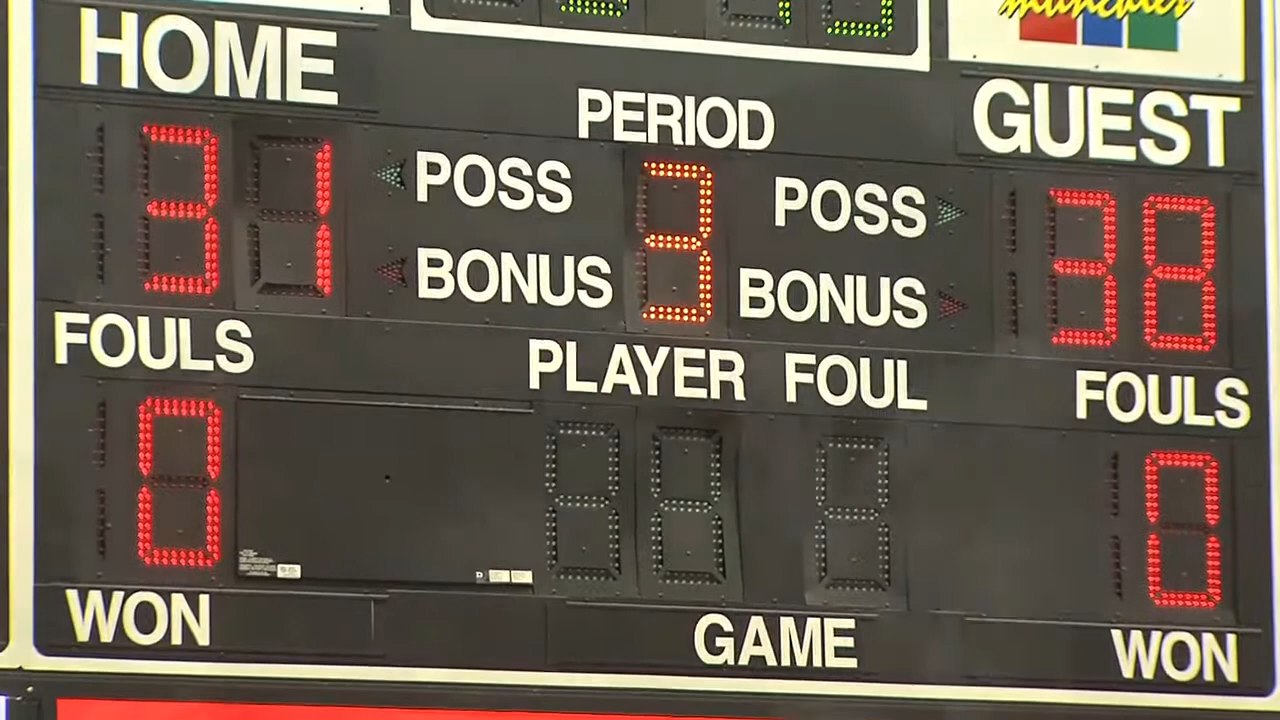 munchies
HOME
PERIOD
GUEST
31
POSS
3
POSS
38
BONUS
BONUS
FOULS
PLAYER FOUL
FOULS
0
0
WON
GAME
WON